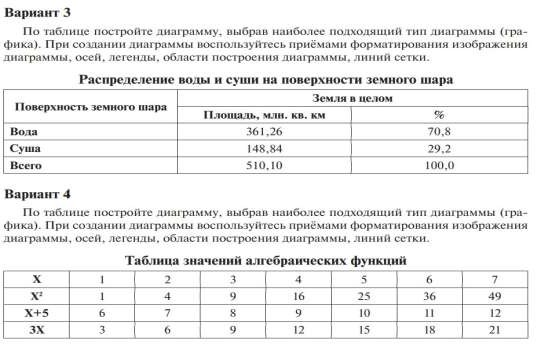 Вариант 3
По таблице постройте диаграмму, выбрав наиболее подходящий тип диаграммы (гра-
фика). При создании диаграммы воспользуйтесь приёмами форматирования изображения
диаграммы, осей, легенды, области построения диаграммы, линий сетки.
Распределение воды и суши на поверхности земного шара
Поверхность земного шара Земля в целом
Площадь, млн. кв. км %
Вода 361,26 70,8
Суша 148,84 29,2
Всего 510,10 100,0
Вариант 4
По таблице постройте диаграмму, выбрав наиболее подходящий тип диаграммы (гра-
фика). При создании диаграммы воспользуйтесь приёмами форматирования изображения
диаграммы, осей, легенды, области построения диаграммы, линий сетки.
Таблица значений алгебраических функций
X 1 2 3 4 5 6 7
X² 1 4 9 16 25 36 49
X+5 6 7 8 9 10 11 12
3X 3 6 9 12 15 18 21